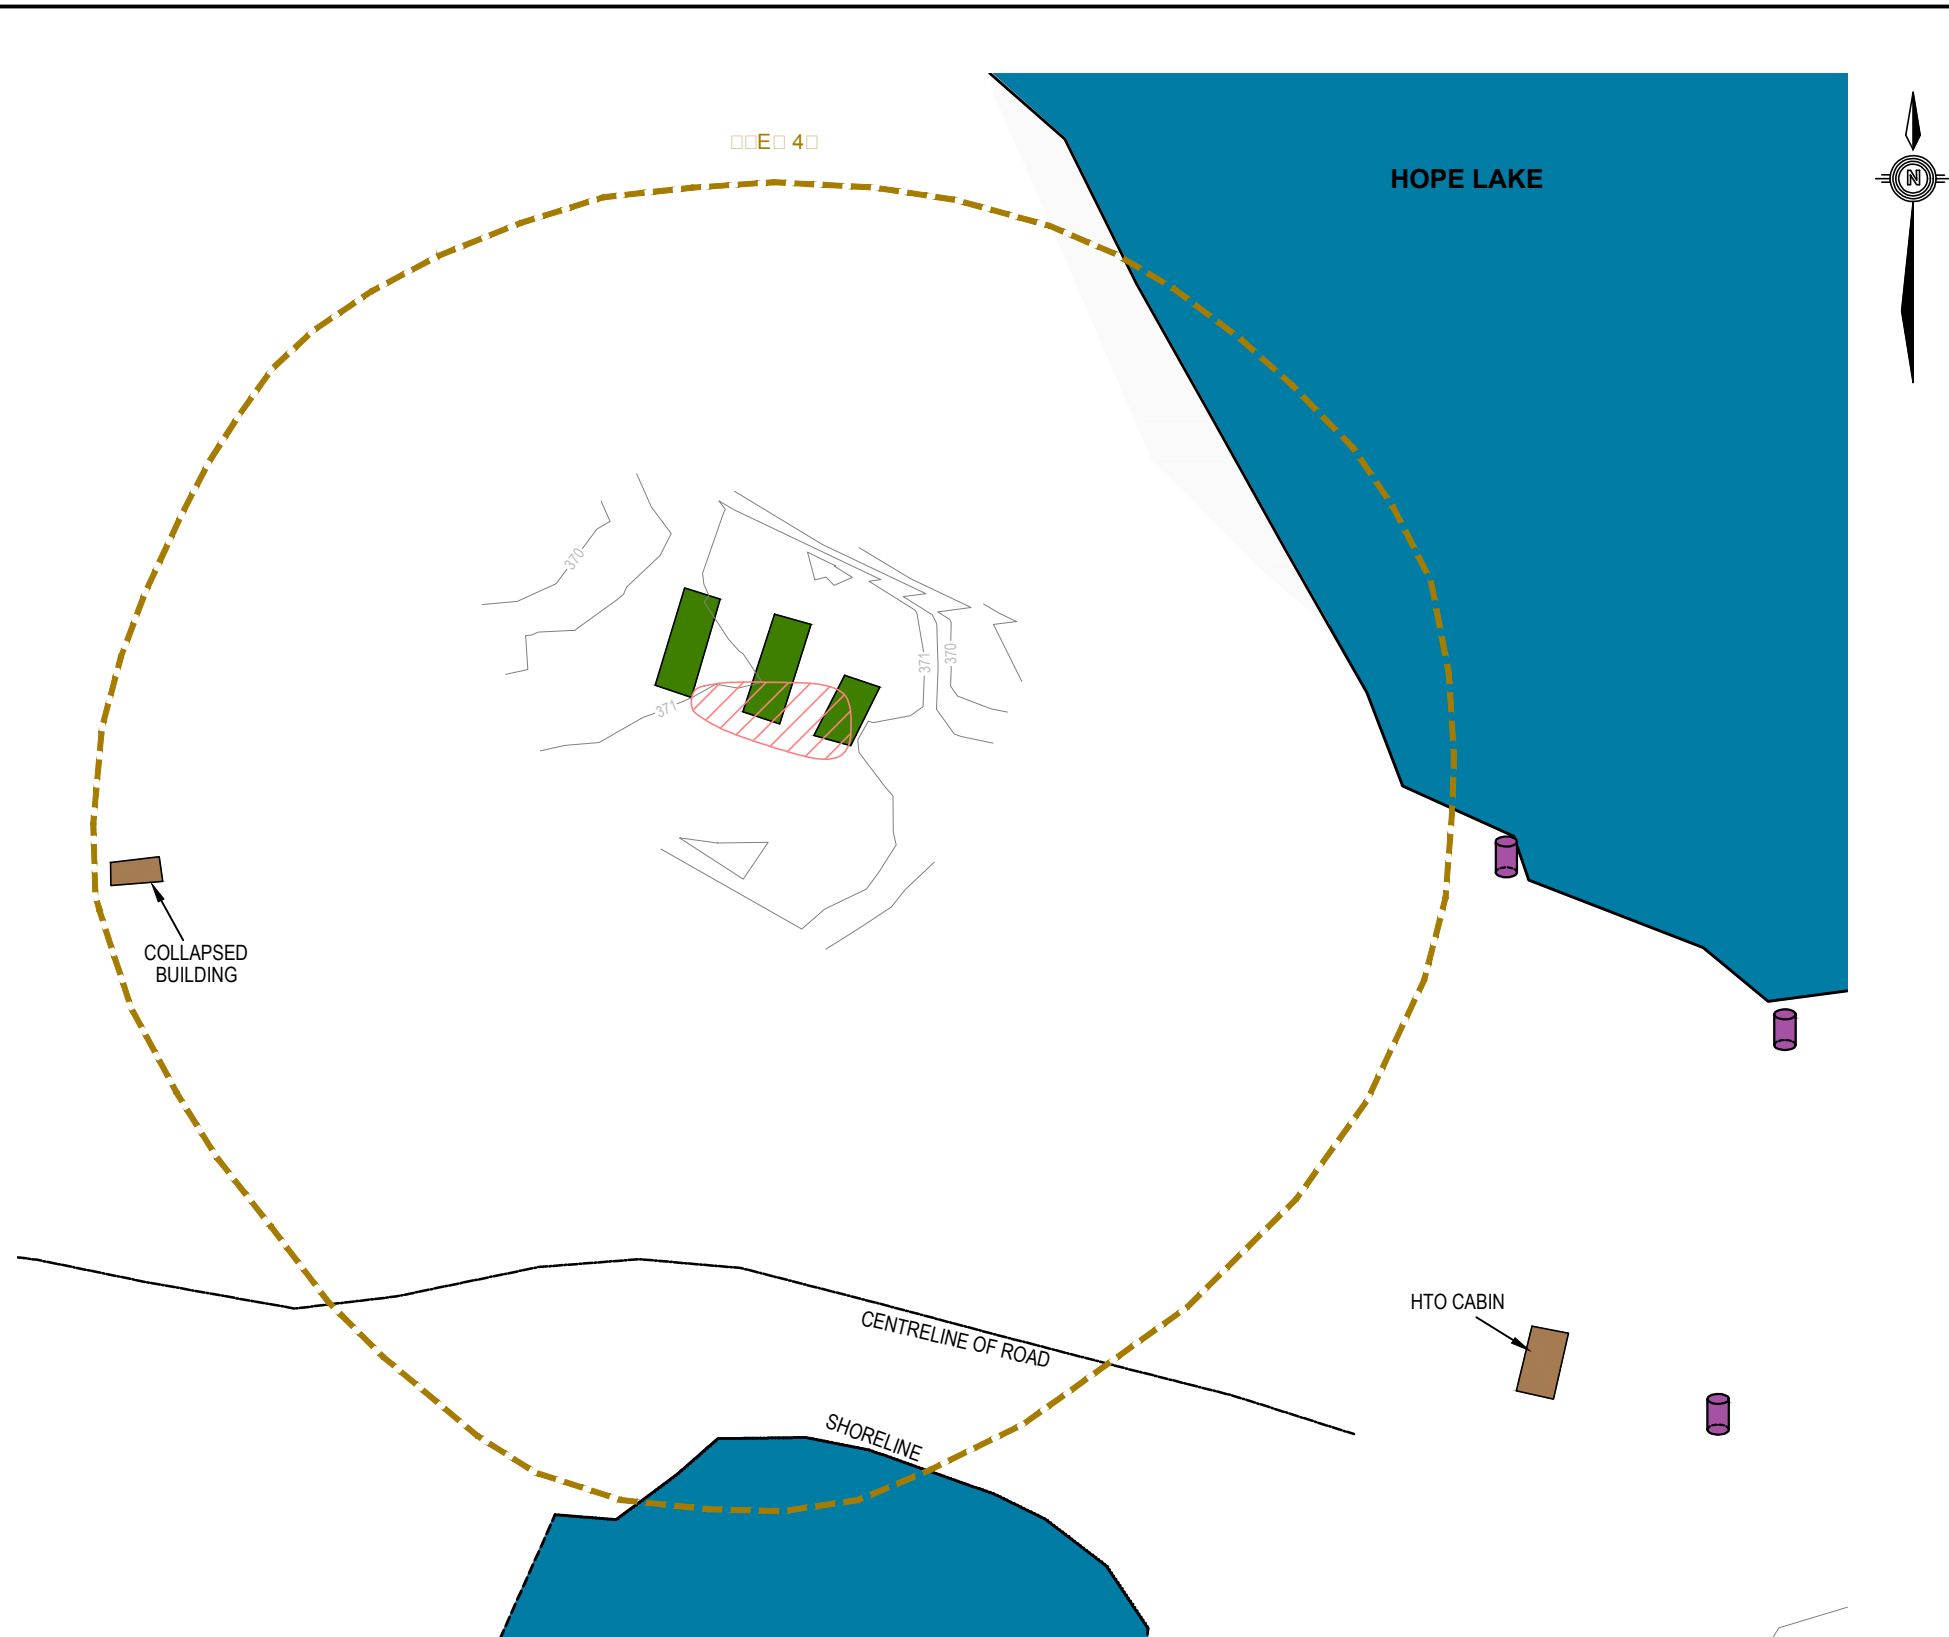 HOPE LAKE
N
370
371
370
371
COLLAPSED
BUILDING
HTO CABIN
CENTRELINE OF ROAD
SHORELINE